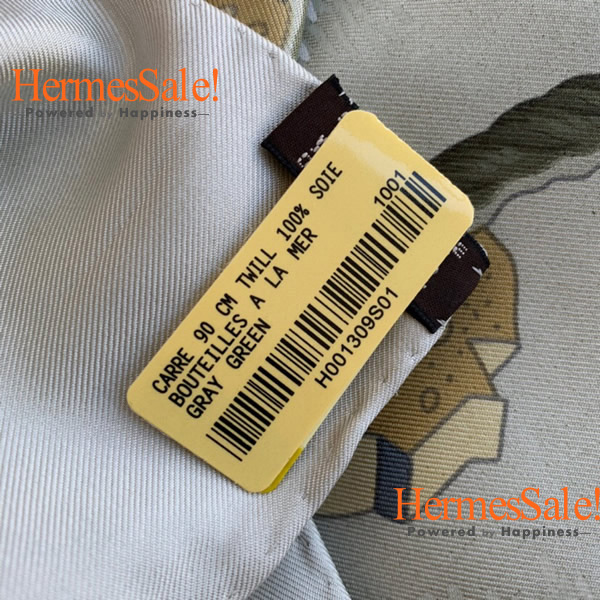 HermesSale!
Powered by Happiness
CARRE 90 CM TWILL 100% SOIE
BOUTEILLES A LA MER
GRAY GREEN
1001
H001309S01
HermesSale!
Powered by Happiness